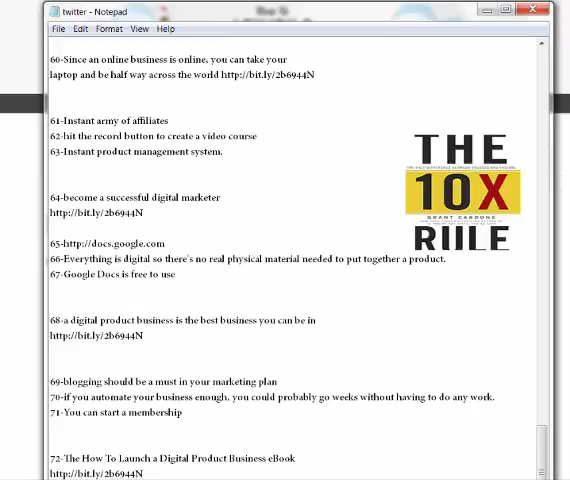 twitter - Notepad
File Edit Format View Help
60-Since an online business is online, you can take your
laptop and be half way across the world http://bit.ly/2b6944N
61-Instant army of affiliates
62-hit the record button to create a video course
63-Instant product management system.
64-become a successful digital marketer
http://bit.ly/2b6944N
65-http://docs.google.com
66-Everything is digital so there's no real physical material needed to put together a product.
67-Google Docs is free to use
68-a digital product business is the best business you can be in
http://bit.ly/2b6944N
69-blogging should be a must in your marketing plan
70-if you automate your business enough, you could probably go weeks without having to do any work.
71-You can start a membership
72-The How To Launch a Digital Product Business eBook
http://bit.ly/2b6944N
THE
THE ONLY DIFFERENCE BETWEEN SUCCESS AND FAILURE
10X
GRANT CARDONE
RULE